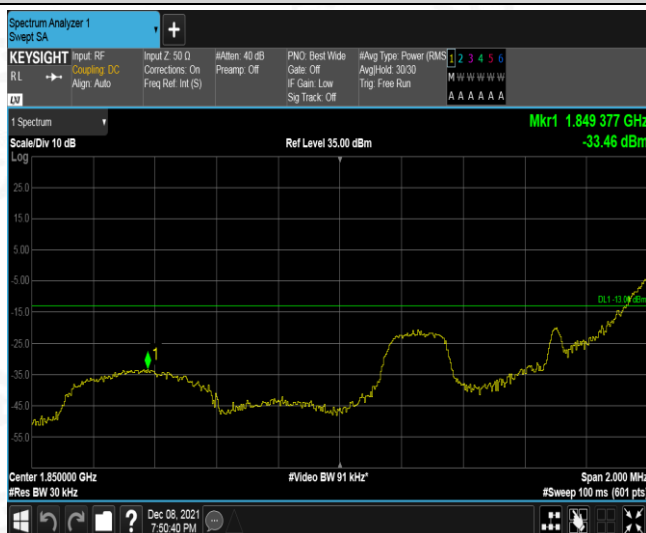 Spectrum Analyzer 1
Swept SA
+
KEYSIGHT
RL
LXI
Input: RF
Coupling: DC
Align: Auto
Input Z: 50 Ω
Corrections: On
Freq Ref: Int (S)
#Atten: 40 dB
Preamp: Off
PNO: Best Wide
Gate: Off
IF Gain: Low
Sig Track: Off
#Avg Type: Power (RMS
Avg|Hold: 30/30
Trig: Free Run
1 2 3 4 5 6
M W W W W W
A A A A A A
1 Spectrum
Mkr1 1.849 377 GHz
Scale/Div 10 dB
Ref Level 35.00 dBm
-33.46 dBm
Log
25.0
15.0
5.00
-5.00
DL1 -13.00 dBm
-15.0
-25.0
1
-35.0
-45.0
-55.0
Center 1.850000 GHz
#Video BW 91 kHz*
Span 2.000 MHz
#Res BW 30 kHz
#Sweep 100 ms (601 pts)
?
Dec 08, 2021
7:50:40 PM